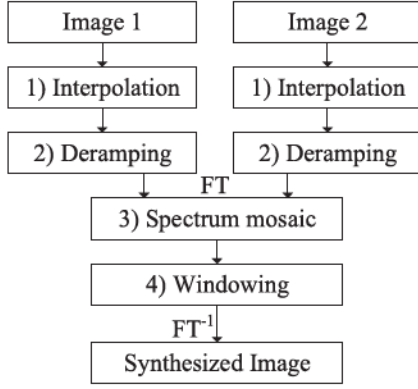 Image 1
Image 2
1) Interpolation
1) Interpolation
2) Deramping
2) Deramping
FT
3) Spectrum mosaic
4) Windowing
FT⁻¹
Synthesized Image